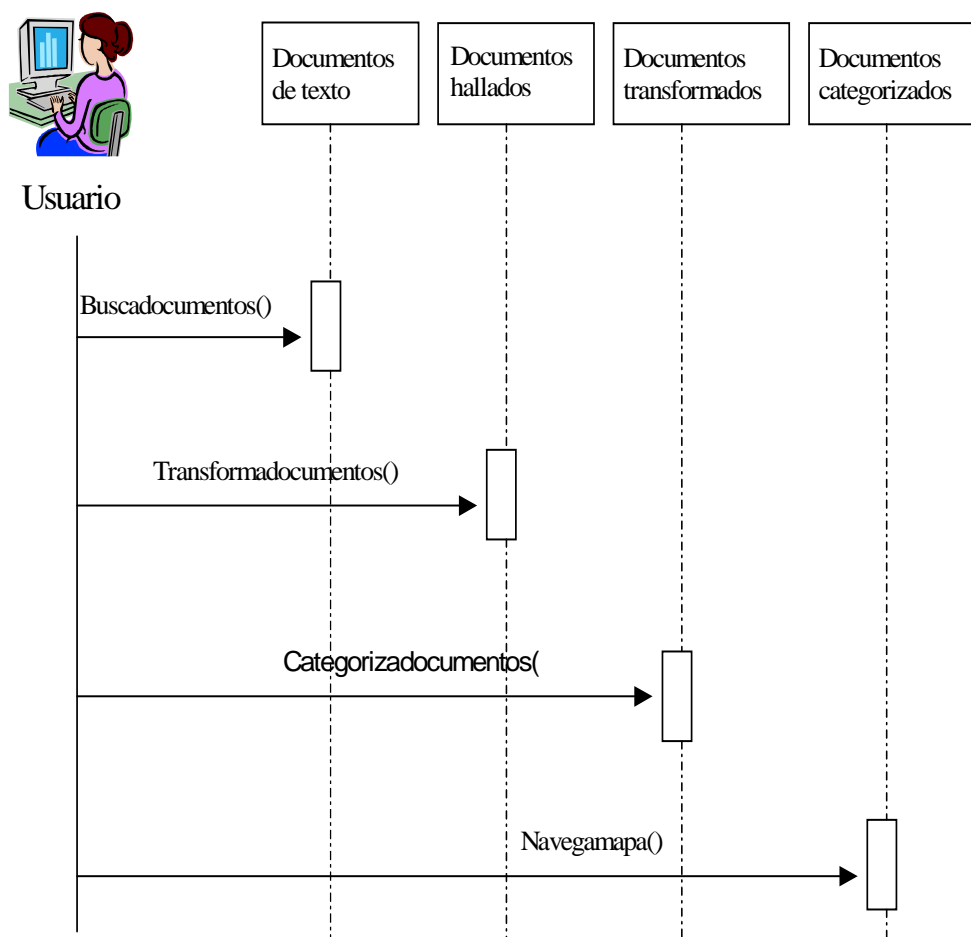 Documentos
de texto
Documentos
hallados
Documentos
transformados
Documentos
categorizados
Usuario
Buscadocumentos()
Transformadocumentos()
Categorizadocumentos(
Navegamapa()